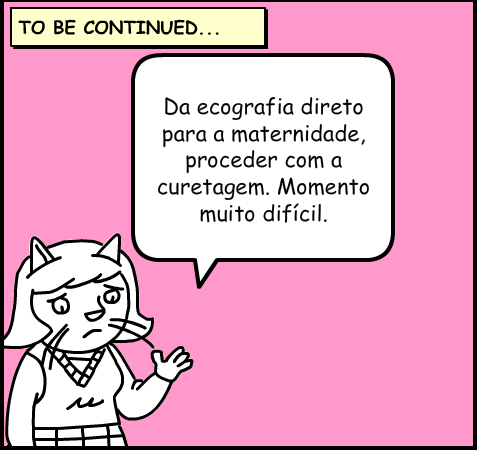 TO BE CONTINUED...
Da ecografia direto
para a maternidade,
proceder com a
curetagem. Momento
muito difícil.